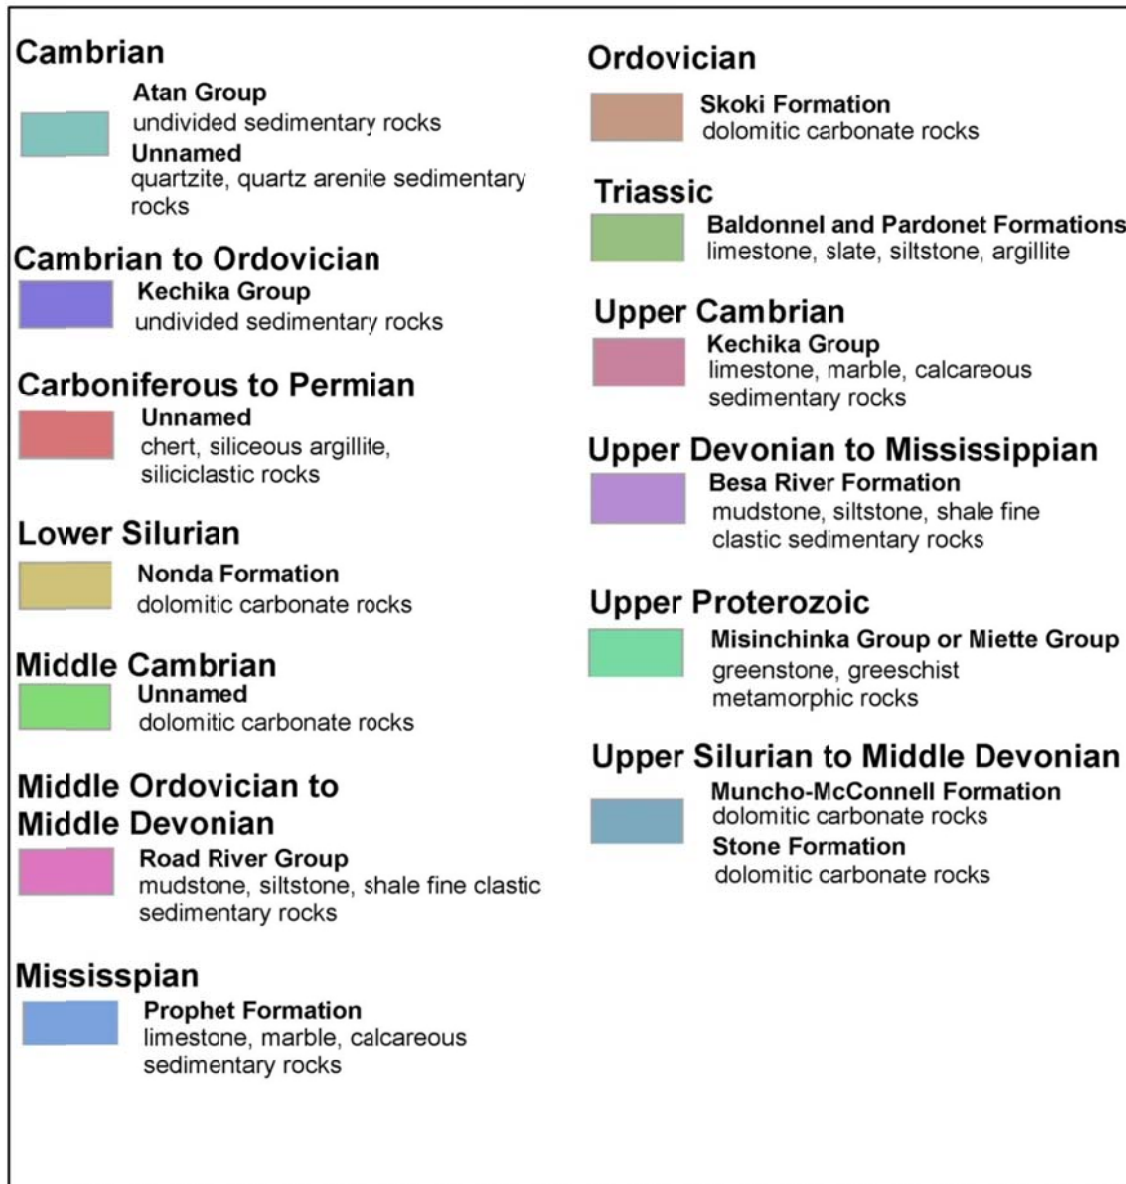 Cambrian
Atan Group
undivided sedimentary rocks
Unnamed
quartzite, quartz arenite sedimentary
rocks
Cambrian to Ordovician
Kechika Group
undivided sedimentary rocks
Carboniferous to Permian
Unnamed
chert, siliceous argillite,
siliciclastic rocks
Lower Silurian
Nonda Formation
dolomitic carbonate rocks
Middle Cambrian
Unnamed
dolomitic carbonate rocks
Middle Ordovician to
Middle Devonian
Road River Group
mudstone, siltstone, shale fine clastic
sedimentary rocks
Mississpian
Prophet Formation
limestone, marble, calcareous
sedimentary rocks
Ordovician
Skoki Formation
dolomitic carbonate rocks
Triassic
Baldonnel and Pardonet Formations
limestone, slate, siltstone, argillite
Upper Cambrian
Kechika Group
limestone, marble, calcareous
sedimentary rocks
Upper Devonian to Mississippian
Besa River Formation
mudstone, siltstone, shale fine
clastic sedimentary rocks
Upper Proterozoic
Misinchinka Group or Miette Group
greenstone, greeschist
metamorphic rocks
Upper Silurian to Middle Devonian
Muncho-McConnell Formation
dolomitic carbonate rocks
Stone Formation
dolomitic carbonate rocks